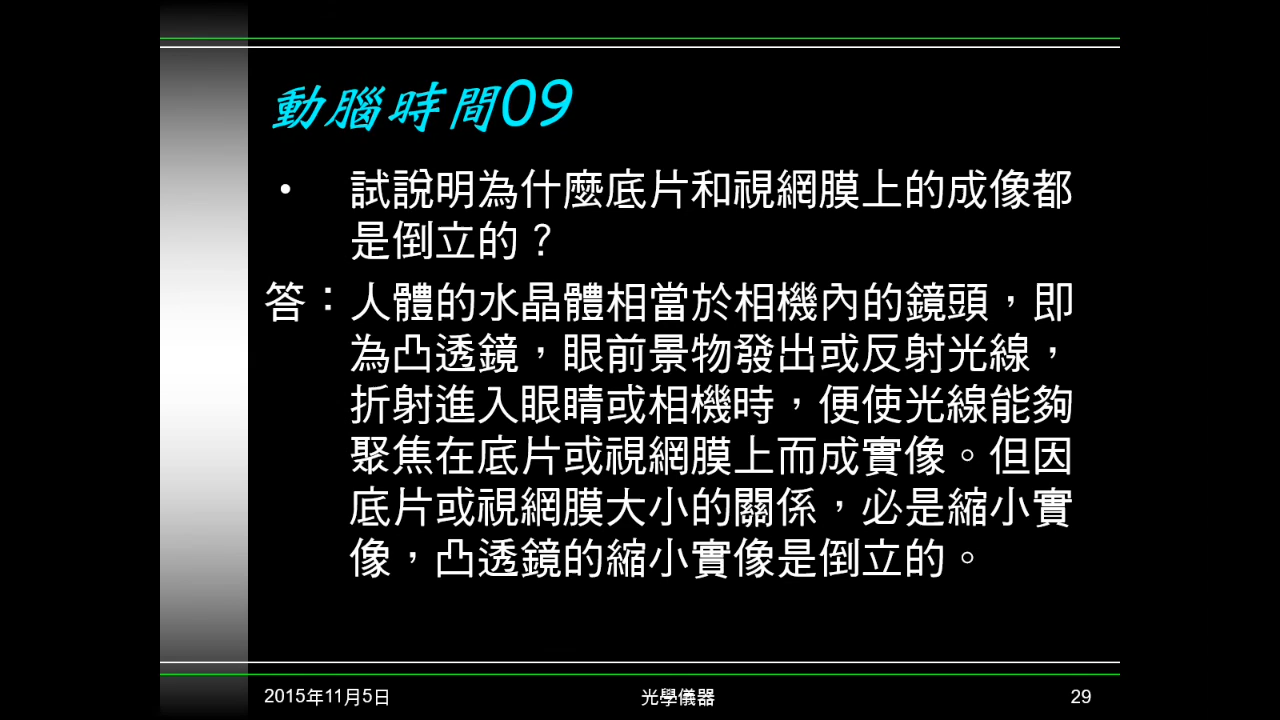 動腦時間09
• 試說明為什麼底片和視網膜上的成像都
是倒立的？
答：人體的水晶體相當於相機內的鏡頭，即
為凸透鏡，眼前景物發出或反射光線，
折射進入眼睛或相機時，便使光線能夠
聚焦在底片或視網膜上而成實像。但因
底片或視網膜大小的關係，必是縮小實
像，凸透鏡的縮小實像是倒立的。
2015年11月5日 光學儀器 29